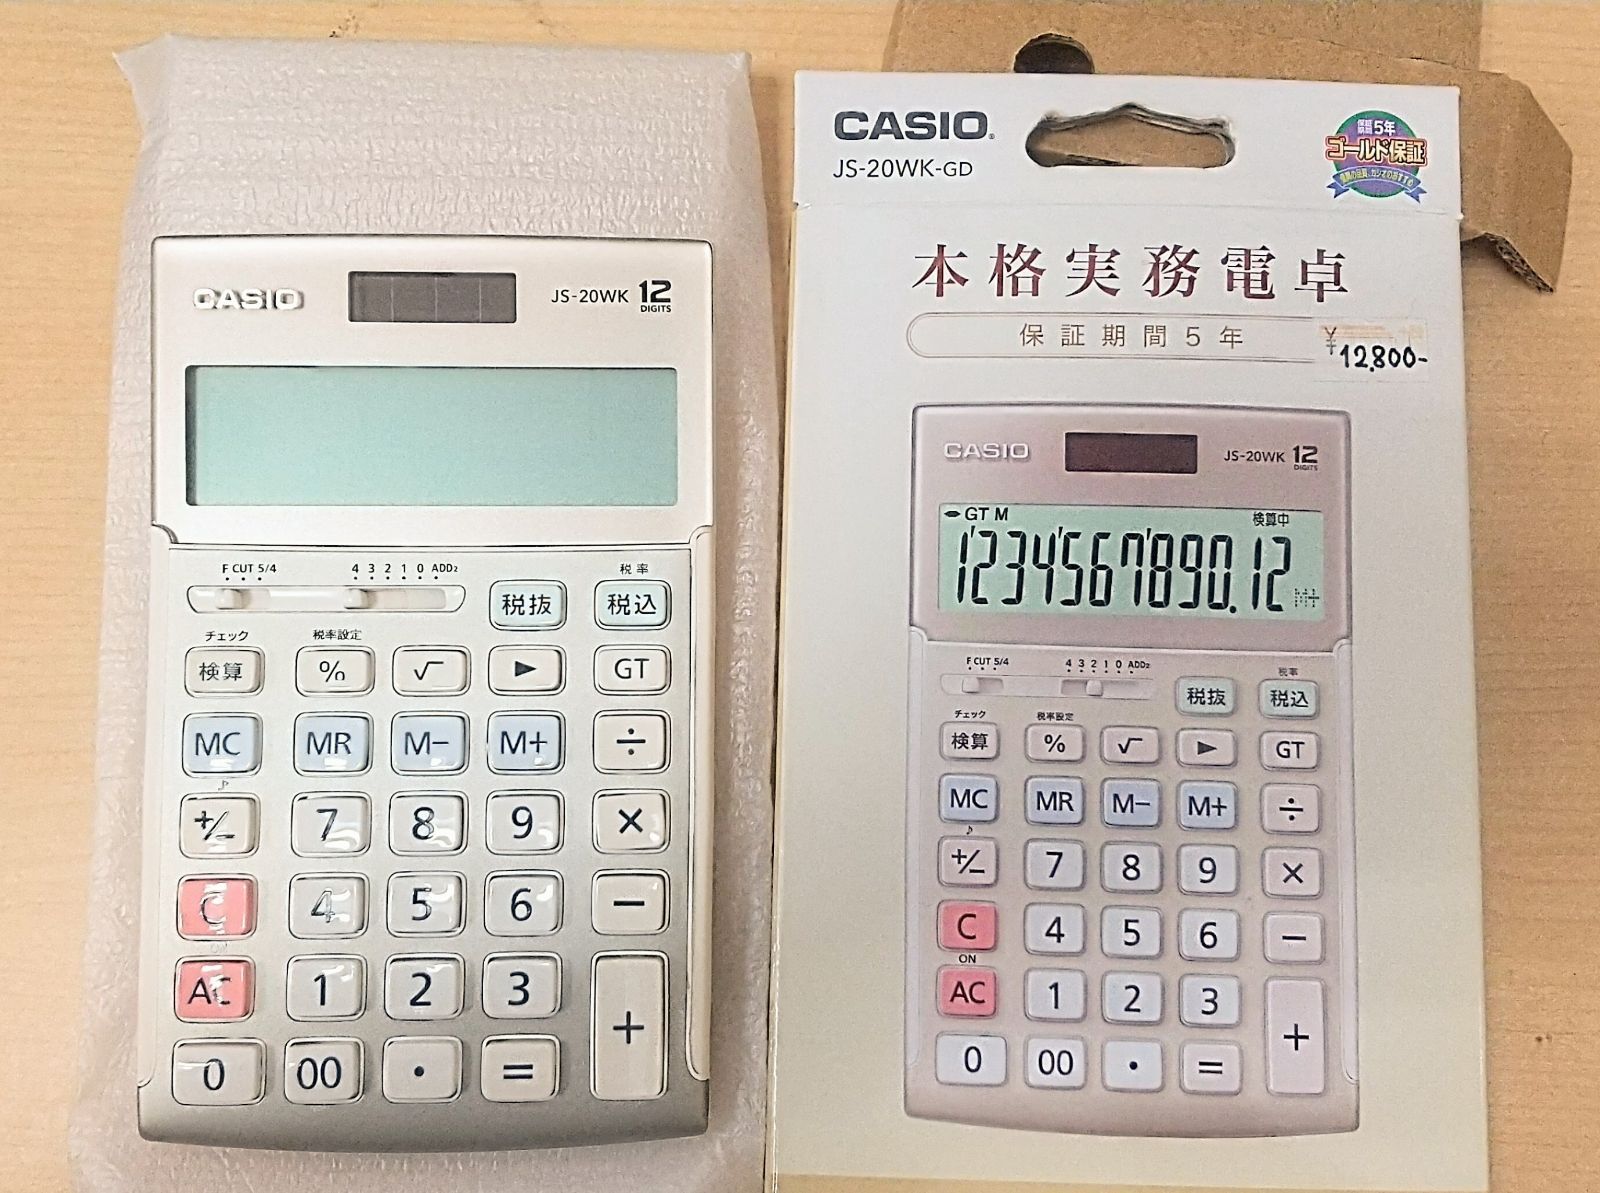 CASIO
JS-20WK 12
DIGITS
F CUT 5/4
4 3 2 1 0 ADD2
税率
税抜
税込
チェック
税率設定
検算 % √ ▶ GT
MC MR M− M+ ÷
♪
+/− 7 8 9 ×
C 4 5 6 −
ON
AC 1 2 3
+
0 00 · =
CASIO
JS-20WK-GD
保証期間5年
ゴールド保証
本格実務電卓
保証期間5年
¥12,800-
CASIO
JS-20WK 12
DIGITS
GT M
検算中
1'234'567'890.12
F CUT 5/4
4 3 2 1 0 ADD2
税率
税抜
税込
チェック
税率設定
検算 % √ ▶ GT
MC MR M− M+ ÷
♪
+/− 7 8 9 ×
C 4 5 6 −
ON
AC 1 2 3
+
0 00 · =